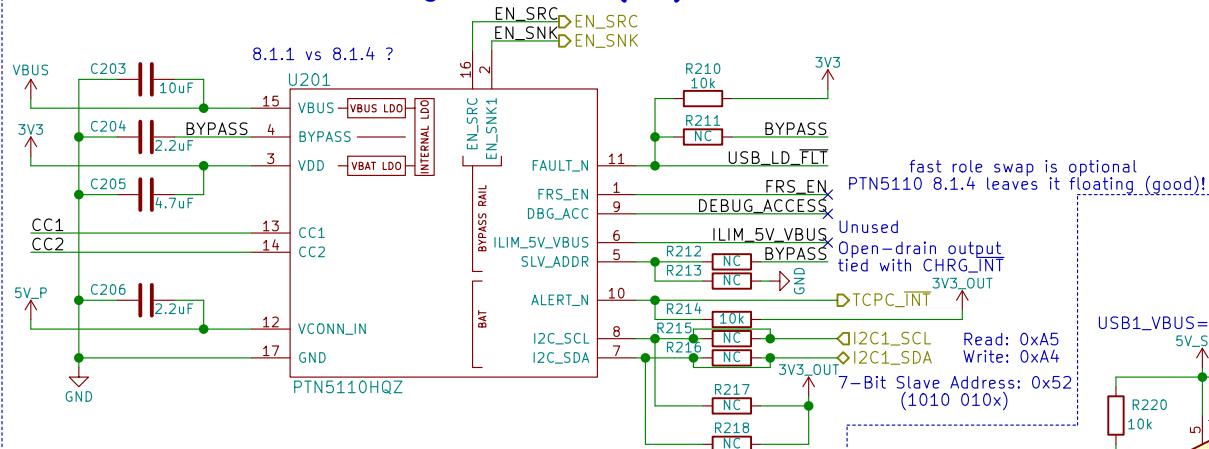 EN_SRC
EN_SRC
EN_SNK
EN_SNK
8.1.1 vs 8.1.4 ?
VBUS
C203
10uF
U201
16
2
R210
10k
3V3
15
VBUS
VBUS LDO
INTERNAL LDO
EN_SRC
EN_SNK1
3V3
C204
2.2uF
BYPASS
4
BYPASS
R211
NC
BYPASS
3
VDD
VBAT LDO
FAULT_N
11
USB_LD_FLT
fast role swap is optional
PTN5110 8.1.4 leaves it floating (good)!
C205
4.7uF
BYPASS RAIL
FRS_EN
1
FRS_EN
DBG_ACC
9
DEBUG_ACCESS
CC1
13
CC1
CC2
14
CC2
ILIM_5V_VBUS
6
ILIM_5V_VBUS
Unused
SLV_ADDR
5
R212
NC
BYPASS
Open-drain output
tied with CHRG_INT
R213
NC
GND
5V_P
C206
2.2uF
BAT
ALERT_N
10
TCPC_INT
3V3_OUT
R214
10k
12
VCONN_IN
R215
I2C_SCL
8
NC
I2C1_SCL
Read: 0xA5
USB1_VBUS=
5V_S
17
GND
R216
I2C_SDA
7
NC
I2C1_SDA
Write: 0xA4
GND
PTN5110HQZ
3V3_OUT
7-Bit Slave Address: 0x52
(1010 010x)
R217
NC
R218
NC
R220
10k
5